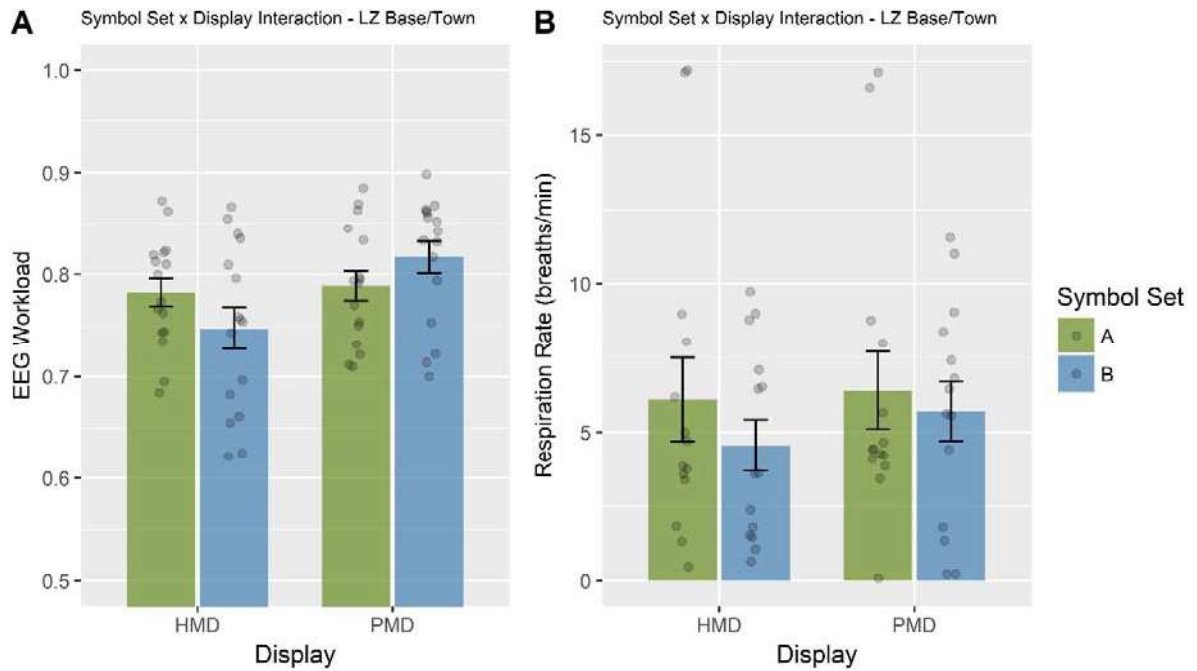 A
Symbol Set x Display Interaction - LZ Base/Town
EEG Workload
1.0
0.9
0.8
0.7
0.6
0.5
HMD
PMD
Display
B
Symbol Set x Display Interaction - LZ Base/Town
Respiration Rate (breaths/min)
15
10
5
0
HMD
PMD
Display
Symbol Set
A
B